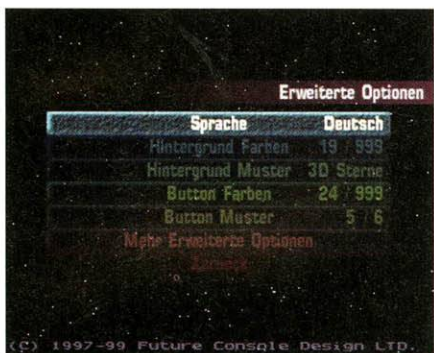 Erweiterte Optionen
Sprache Deutsch
Hintergrund Farben 19 / 999
Hintergrund Muster 3D Sterne
Button Farben 24 / 999
Button Muster 5 / 6
Mehr Erweiterte Optionen
Zurueck
(C) 1997-99 Future Console Design LTD.